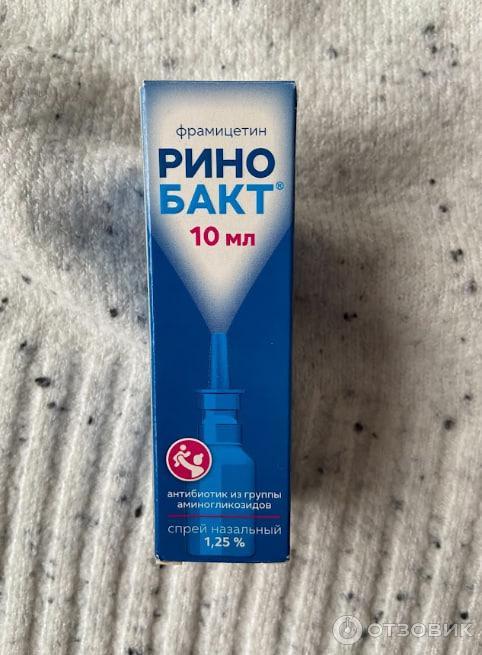 фрамицетин
РИНО
БАКТ®
10 мл
антибиотик из группы
аминогликозидов
спрей назальный
1,25 %
ОТЗОВИК